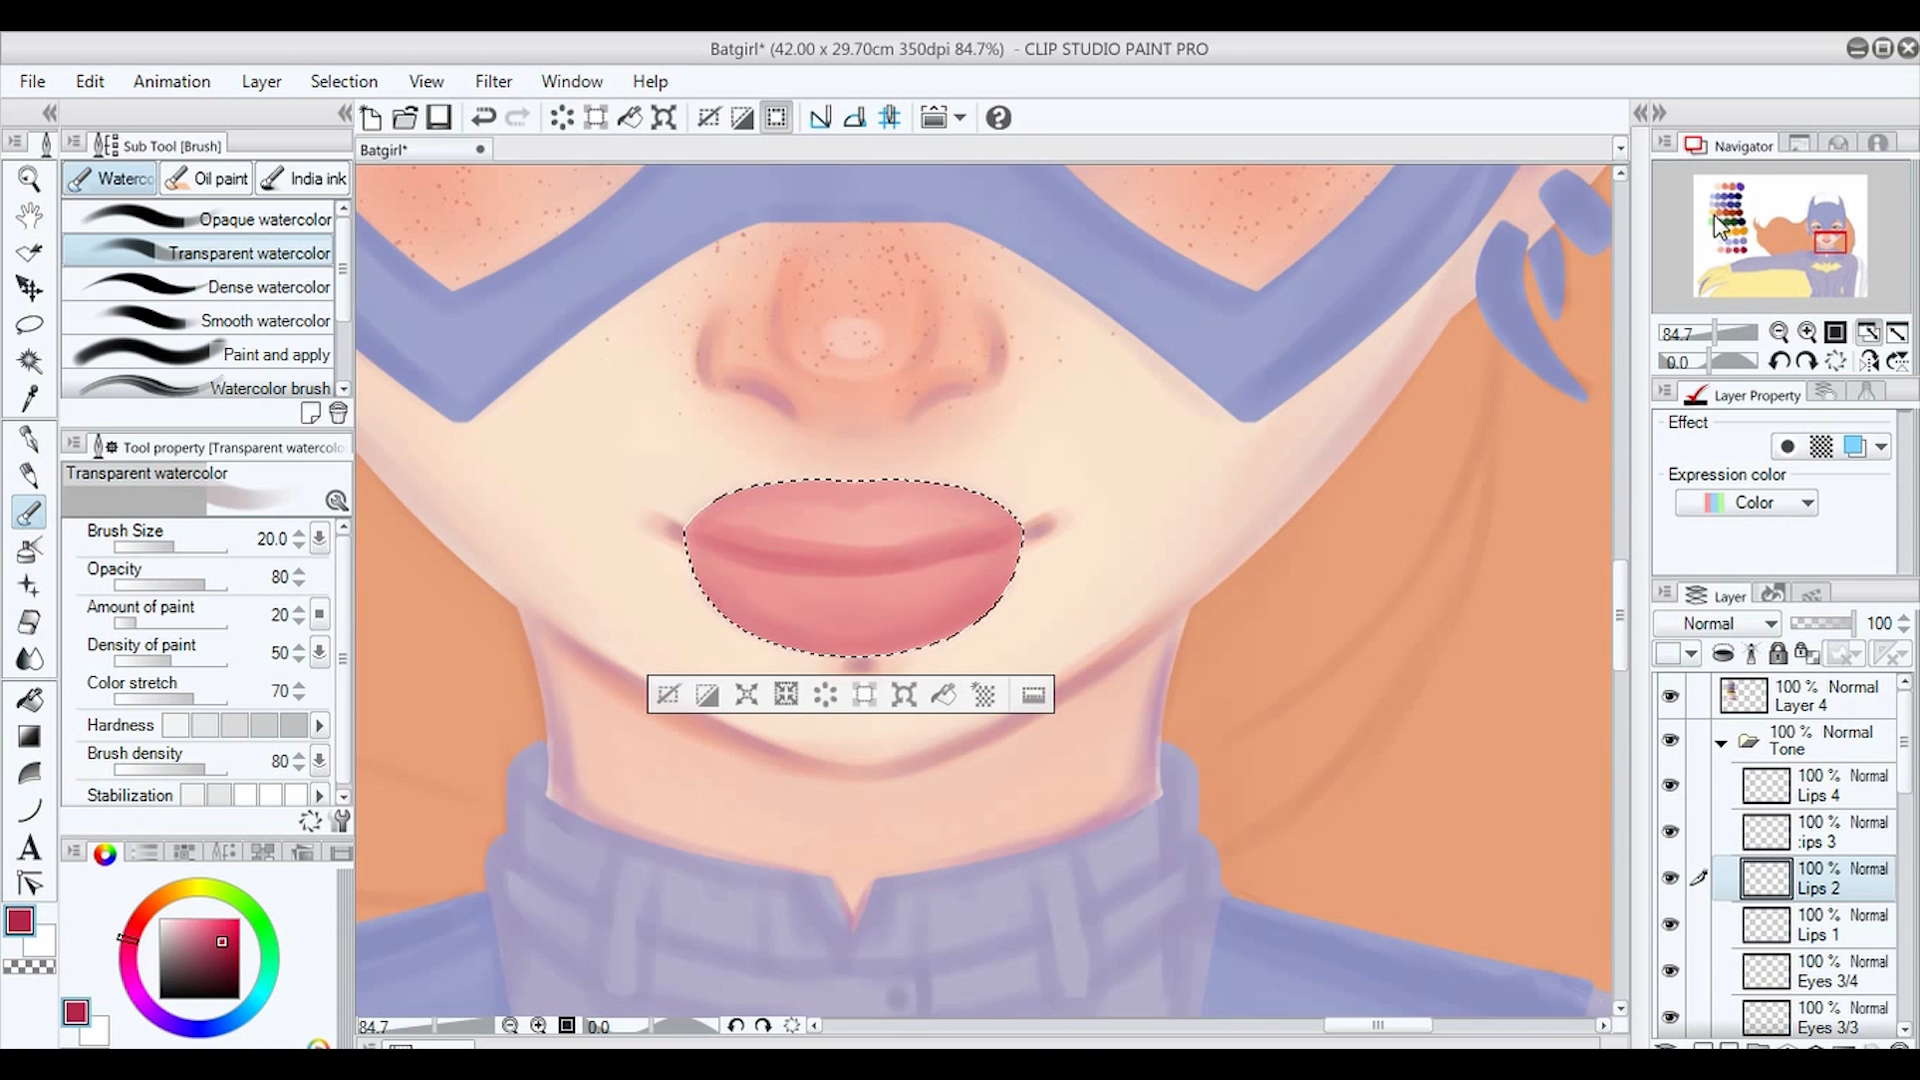 Batgirl* (42.00 x 29.70cm 350dpi 84.7%) - CLIP STUDIO PAINT PRO
File Edit Animation Layer Selection View Filter Window Help
Sub Tool [Brush]
Waterco Oil paint India ink
Opaque watercolor
Transparent watercolor
Dense watercolor
Smooth watercolor
Paint and apply
Watercolor brush
Tool property [Transparent watercolo
Transparent watercolor
Brush Size 20.0
Opacity 80
Amount of paint 20
Density of paint 50
Color stretch 70
Hardness
Brush density 80
Stabilization
A
Batgirl*
84.7 0.0
Navigator
84.7
0.0
Layer Property
Effect
Expression color
Color
Layer
Normal 100
100 % Normal
Layer 4
100 % Normal
Tone
100 % Normal
Lips 4
100 % Normal
:ips 3
100 % Normal
Lips 2
100 % Normal
Lips 1
100 % Normal
Eyes 3/4
100 % Normal
Eyes 3/3